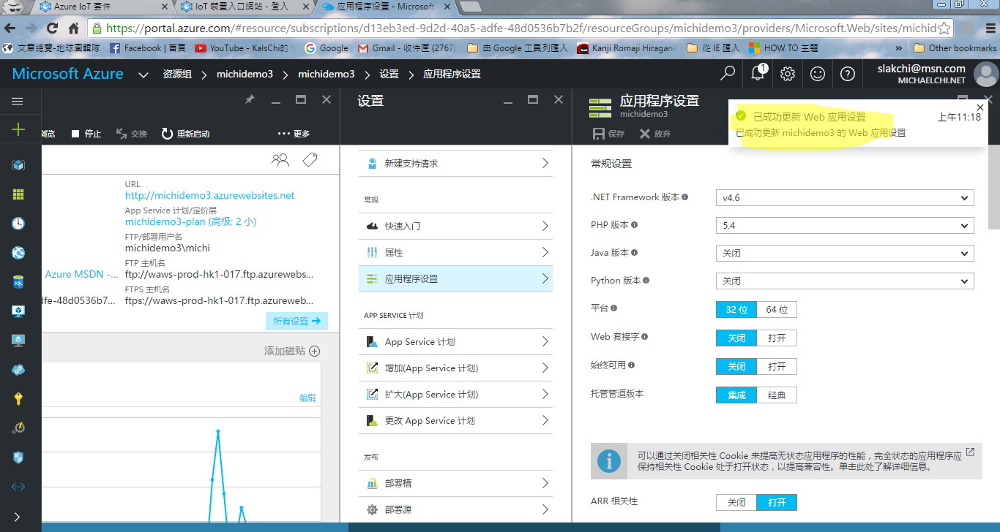 Azure IoT 套件
IoT 裝置入口網站 - 登入
应用程序设置 - Microsoft
https://portal.azure.com/#resource/subscriptions/d13eb3ed-9d2d-40a5-adfe-48d0536b7b2f/resourceGroups/michidemo3/providers/Microsoft.Web/sites/michid
文章總覽-地球圖輯隊
Facebook | 首頁
YouTube - KalsChi的
Google
Gmail - 收件匣 (2767)
由 Google 工具列匯入
Kanji Romaji Hiragana
從 IE 匯入
HOW TO 主題
»
Other bookmarks
Microsoft Azure
资源组 > michidemo3 > michidemo3 > 设置 > 应用程序设置
1
slakchi@msn.com
MICHAELCHI.NET
浏览
停止
交换
重新启动
··· 更多
URL
http://michidemo3.azurewebsites.net
App Service 计划/定价层
michidemo3-plan (高级: 2 小)
FTP/部署用户名
michidemo3\michi
FTP 主机名
Azure MSDN -...
ftp://waws-prod-hk1-017.ftp.azurewebs...
FTPS 主机名
dfe-48d0536b7...
ftps://waws-prod-hk1-017.ftp.azureweb...
所有设置 →
添加磁贴
编辑
设置
新建支持请求
常规
快速入门
属性
应用程序设置
APP SERVICE 计划
App Service 计划
增加(App Service 计划)
扩大(App Service 计划)
更改 App Service 计划
发布
部署槽
部署源
应用程序设置
michidemo3
保存
放弃
已成功更新 Web 应用设置
上午11:18
已成功更新 michidemo3 的 Web 应用设置
常规设置
.NET Framework 版本
v4.6
PHP 版本
5.4
Java 版本
关闭
Python 版本
关闭
平台
32 位
64 位
Web 套接字
关闭
打开
始终可用
关闭
打开
托管管道版本
集成
经典
可以通过关闭相关性 Cookie 来提高无状态应用程序的性能，完全状态的应用程序应
保持相关性 Cookie 处于打开状态，以提高兼容性。单击此处了解详细信息。
ARR 相关性
关闭
打开